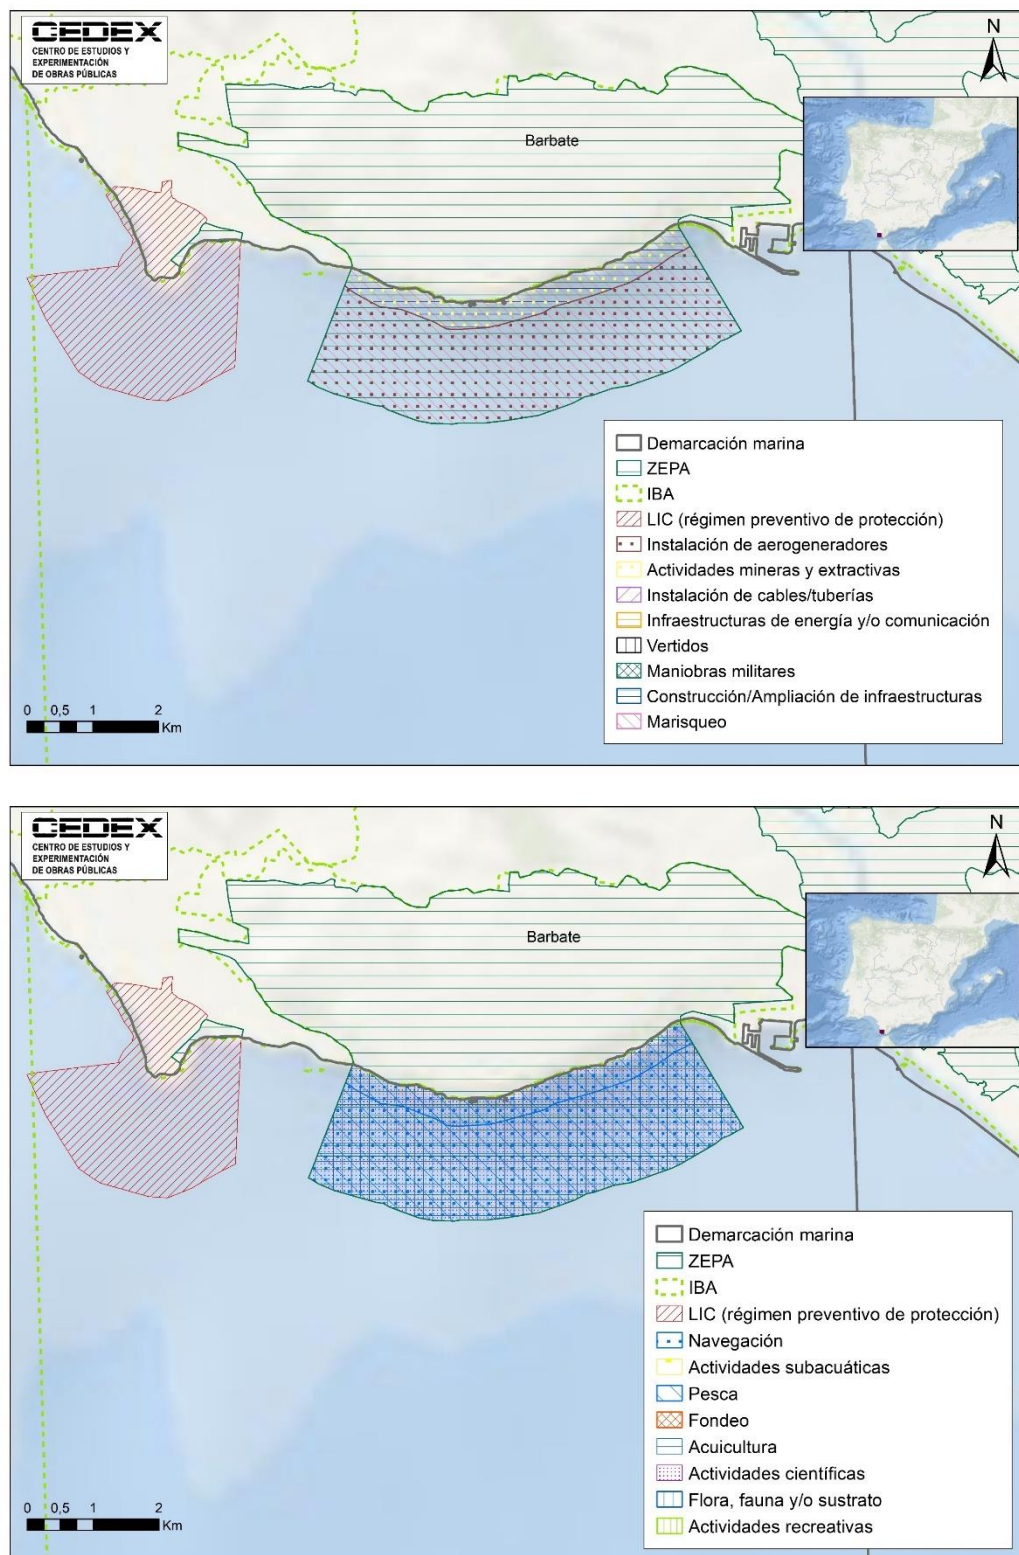 CEDEX
CENTRO DE ESTUDIOS Y
EXPERIMENTACIÓN
DE OBRAS PÚBLICAS
N
Barbate
Demarcación marina
ZEPA
IBA
LIC (régimen preventivo de protección)
Instalación de aerogeneradores
Actividades mineras y extractivas
Instalación de cables/tuberías
Infraestructuras de energía y/o comunicación
Vertidos
Maniobras militares
Construcción/Ampliación de infraestructuras
Marisqueo
0 0,5 1 2
Km
CEDEX
CENTRO DE ESTUDIOS Y
EXPERIMENTACIÓN
DE OBRAS PÚBLICAS
N
Barbate
Demarcación marina
ZEPA
IBA
LIC (régimen preventivo de protección)
Navegación
Actividades subacuáticas
Pesca
Fondeo
Acuicultura
Actividades científicas
Flora, fauna y/o sustrato
Actividades recreativas
0 0,5 1 2
Km